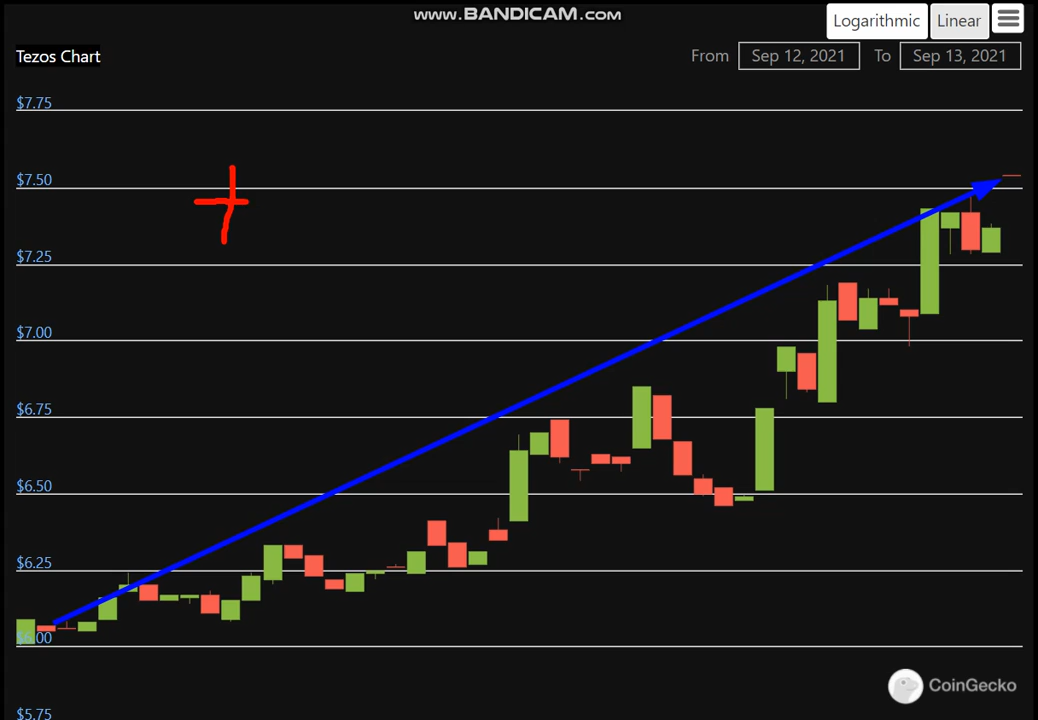 www.BANDICAM.com
Logarithmic Linear
Tezos Chart
From Sep 12, 2021 To Sep 13, 2021
$7.75
$7.50
$7.25
$7.00
$6.75
$6.50
$6.25
$6.00
$5.75
CoinGecko